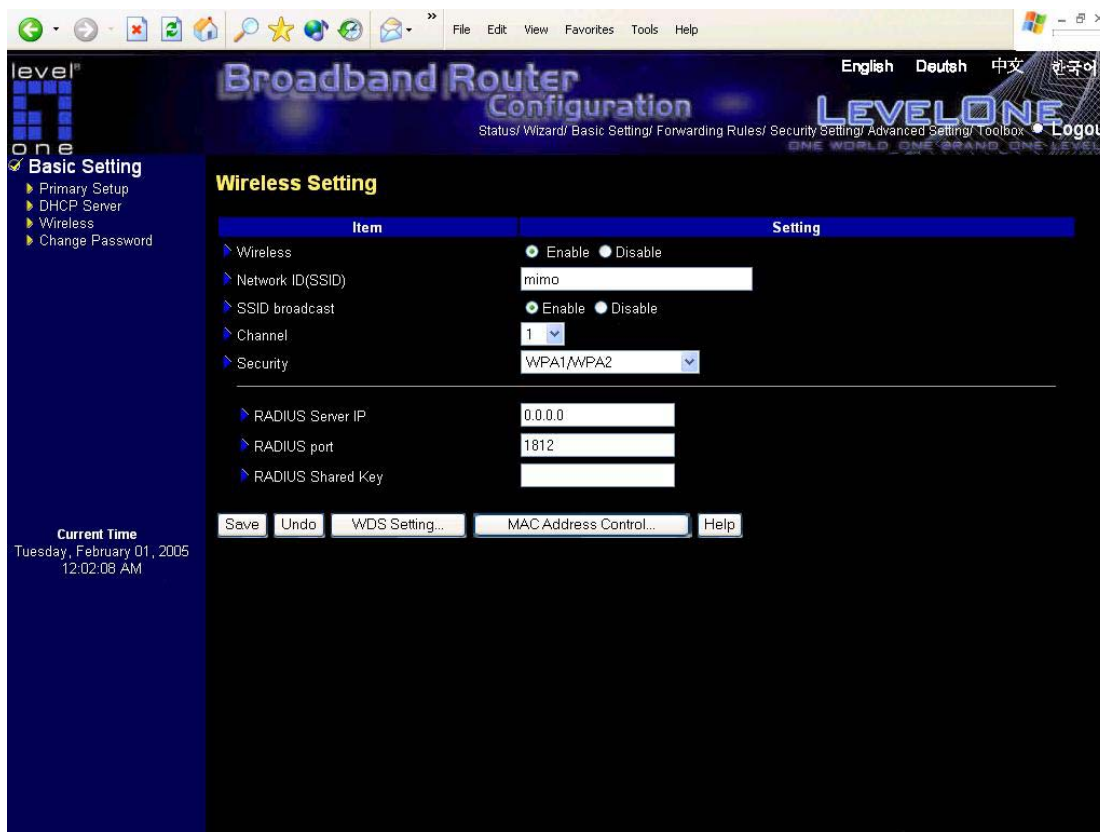 » File Edit View Favorites Tools Help
level®
one
Broadband Router
Configuration
English Deutsh 中文 한국어
LEVELONE
Status/ Wizard/ Basic Setting/ Forwarding Rules/ Security Setting/ Advanced Setting/ Toolbox Logou
ONE WORLD_ONE BRAND_ONE LEVEL
Basic Setting
Primary Setup
DHCP Server
Wireless
Change Password
Current Time
Tuesday, February 01, 2005
12:02:08 AM
Wireless Setting
Item Setting
Wireless Enable Disable
Network ID(SSID) mimo
SSID broadcast Enable Disable
Channel 1
Security WPA1/WPA2
RADIUS Server IP 0.0.0.0
RADIUS port 1812
RADIUS Shared Key
Save Undo WDS Setting... MAC Address Control... Help